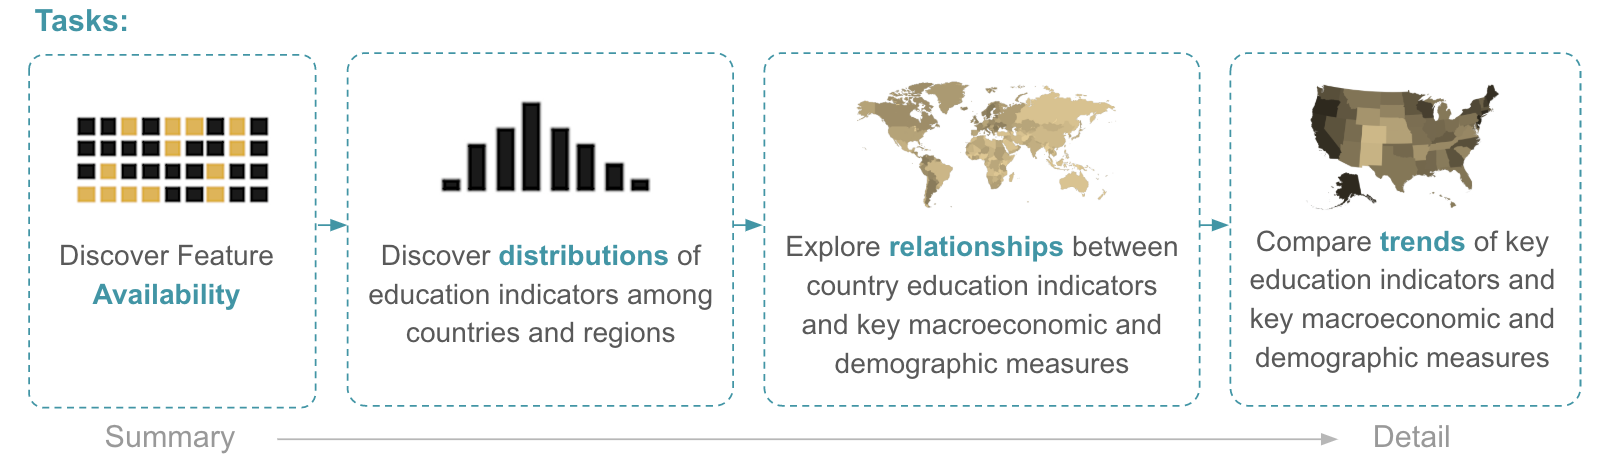 Tasks:
Discover Feature
Availability
Discover distributions of
education indicators among
countries and regions
Explore relationships between
country education indicators
and key macroeconomic and
demographic measures
Compare trends of key
education indicators and
key macroeconomic and
demographic measures
Summary
Detail